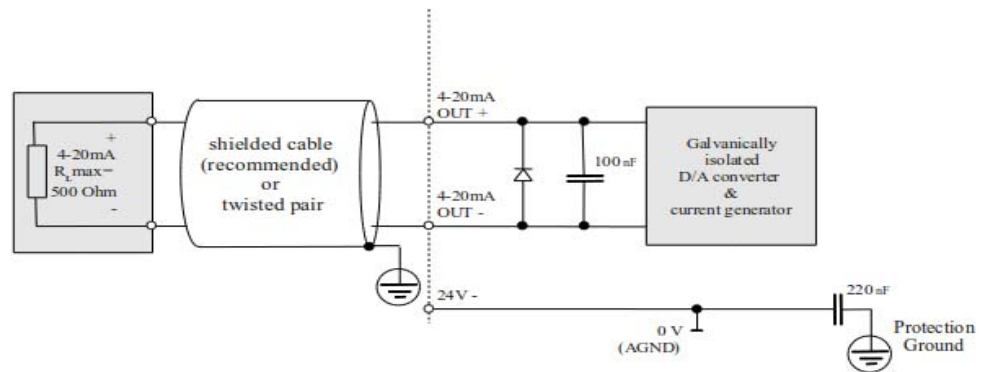 4-20mA
R_L max=
500 Ohm
+
-
shielded cable
(recommended)
or
twisted pair
4-20mA
OUT +
4-20mA
OUT -
100 nF
Galvanically
isolated
D/A converter
&
current generator
24V -
0 V
(AGND)
220 nF
Protection
Ground